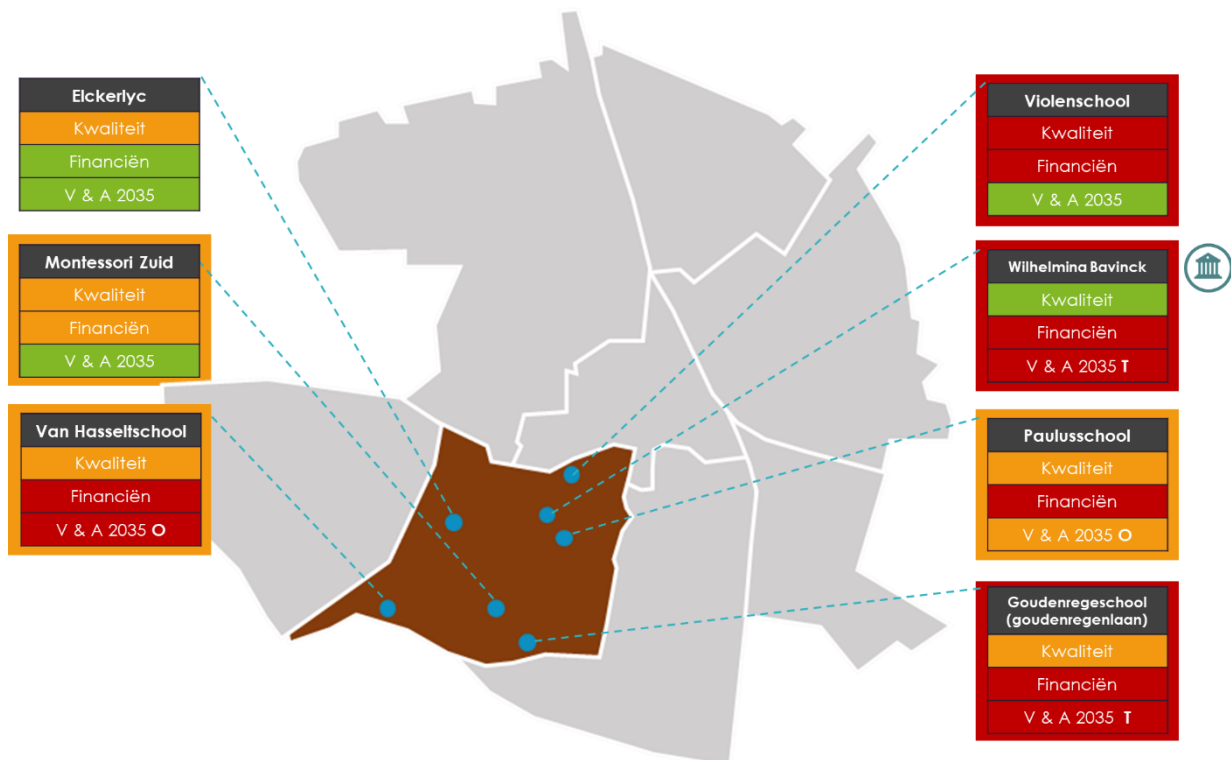 Elckerlyc
Kwaliteit
Financiën
V & A 2035
Montessori Zuid
Kwaliteit
Financiën
V & A 2035
Van Hasseltschool
Kwaliteit
Financiën
V & A 2035 O
Violenschool
Kwaliteit
Financiën
V & A 2035
Wilhelmina Bavinck
Kwaliteit
Financiën
V & A 2035 T
Paulusschool
Kwaliteit
Financiën
V & A 2035 O
Goudenregeschool
(goudenregenlaan)
Kwaliteit
Financiën
V & A 2035 T